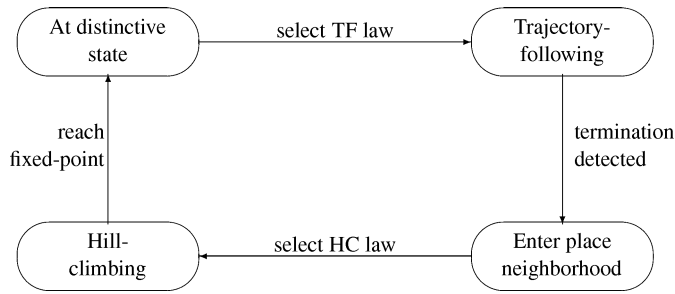 At distinctive
state
select TF law
Trajectory-
following
reach
fixed-point
termination
detected
Hill-
climbing
select HC law
Enter place
neighborhood